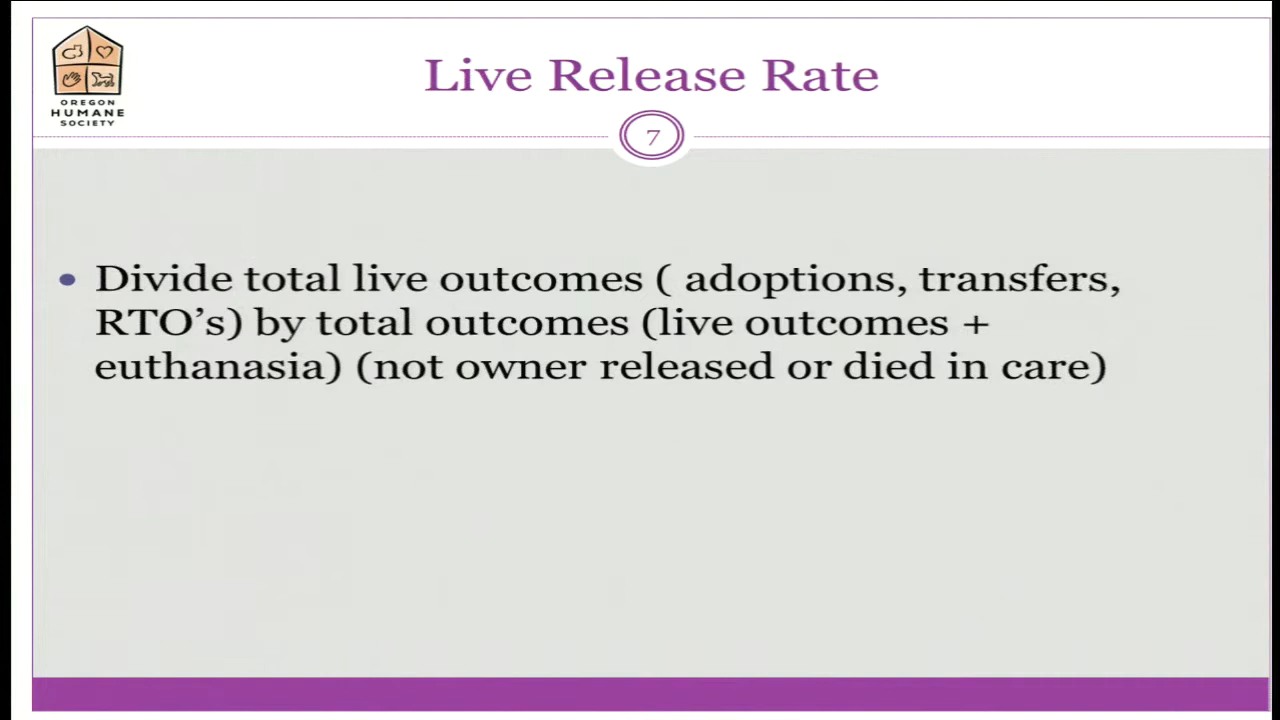 OREGON
HUMANE
SOCIETY
Live Release Rate
7
• Divide total live outcomes ( adoptions, transfers,
RTO’s) by total outcomes (live outcomes +
euthanasia) (not owner released or died in care)